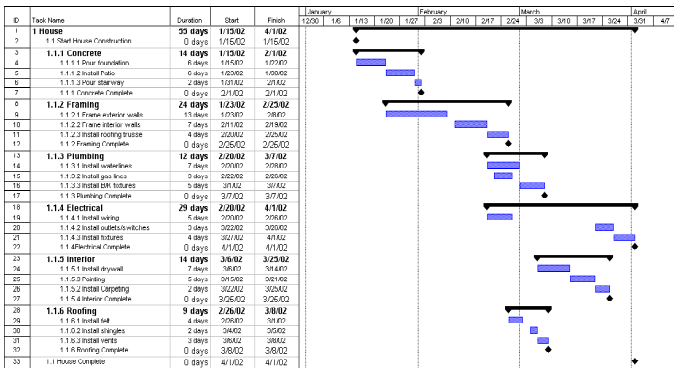 January February March April
ID Task Name Duration Start Finish 12/30 1/6 1/13 1/20 1/27 2/3 2/10 2/17 2/24 3/3 3/10 3/17 3/24 3/31 4/7
1 1 House 55 days 1/15/02 4/1/02
2 1.1 Start House Construction 0 days 1/15/02 1/15/02
3 1.1.1 Concrete 14 days 1/15/02 2/1/02
4 1.1.1.1 Pour foundation 6 days 1/15/02 1/22/02
5 1.1.1.2 Install Patio days 1/23/02
6 1.1.1.3 Pour stairway 2 days 1/31/02 2/1/02
7 1.1.1 Concrete Complete 0 days 2/1/02 2/1/02
8 1.1.2 Framing 24 days 1/23/02 2/25/02
9 1.1.2.1 Frame exterior walls 13 days 1/23/02 2/8/02
10 1.1.2.2 Frame interior walls 7 days 2/11/02 2/19/02
11 1.1.2.3 Install roofing trusse 4 days 2/20/02 2/25/02
12 1.1.2 Framing Complete 0 days 2/25/02 2/25/02
13 1.1.3 Plumbing 12 days 2/20/02 3/7/02
14 1.1.3.1 Install waterlines 7 days 2/20/02 2/28/02
15 1.1.3.2 Install gas lines days 2/22/02 2/26/02
16 1.1.3.3 Install B/K fixtures 5 days 3/1/02 3/7/02
17 1.1.3 Plumbing Complete 0 days 3/7/02 3/7/02
18 1.1.4 Electrical 29 days 2/20/02 4/1/02
19 1.1.4.1 Install wiring 5 days 2/20/02 2/26/02
20 1.1.4.2 Install outlets/switches 3 days 3/22/02 3/26/02
21 1.1.4.3 Install fixtures 4 days 3/27/02 4/1/02
22 1.1.4Electrical Complete 0 days 4/1/02 4/1/02
23 1.1.5 Interior 14 days 3/6/02 3/25/02
24 1.1.5.1 Install drywall 7 days 3/6/02 3/14/02
25 1.1.5.3 Painting 5 days 3/15/02 3/21/02
26 1.1.5.2 Install Carpeting 2 days 3/22/02 3/25/02
27 1.1.5.4 Interior Complete 0 days 3/25/02 3/25/02
28 1.1.6 Roofing 9 days 2/26/02 3/8/02
29 1.1.6.1 Install felt 4 days 2/26/02 3/1/02
30 1.1.6.2 Install shingles 2 days 3/4/02 3/5/02
31 1.1.6.3 Install vents 3 days 3/6/02 3/8/02
32 1.1.6 Roofing Complete 0 days 3/8/02 3/8/02
33 1.1 House Complete 0 days 4/1/02 4/1/02